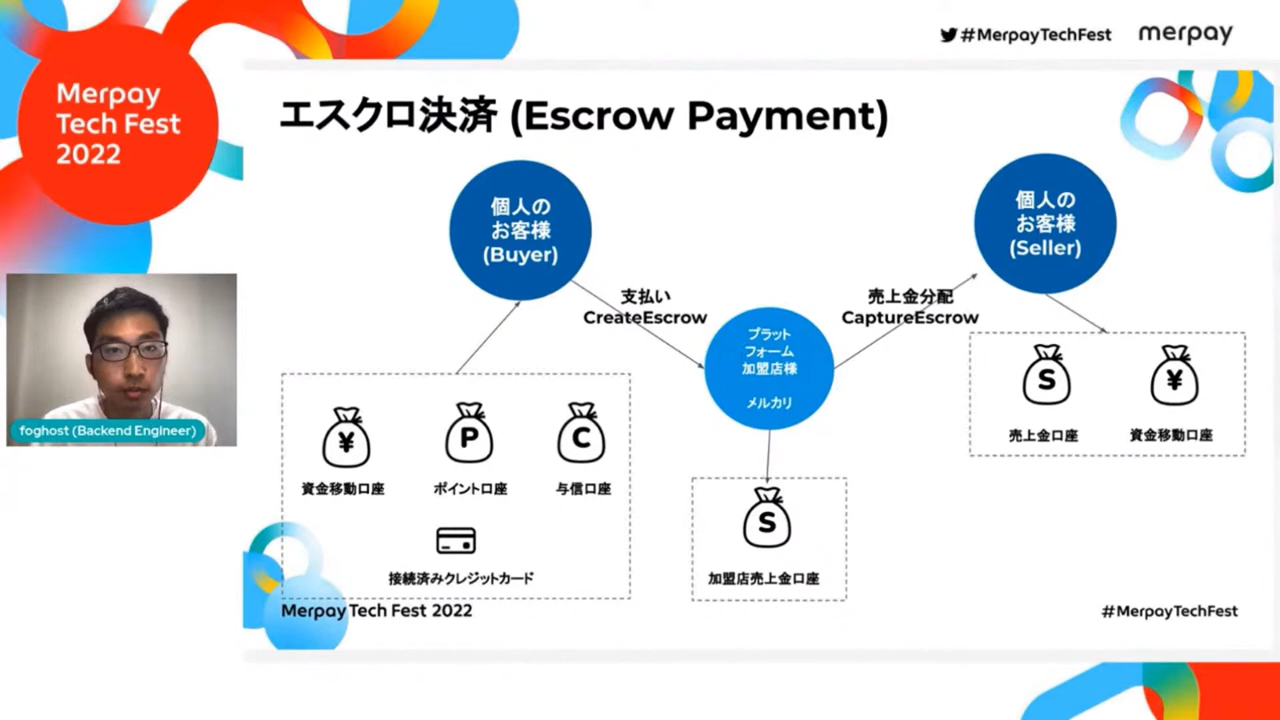 #MerpayTechFest
merpay
Merpay
Tech Fest
2022
エスクロ決済 (Escrow Payment)
個人の
お客様
(Buyer)
個人の
お客様
(Seller)
支払い
CreateEscrow
売上金分配
CaptureEscrow
プラット
フォーム
加盟店様
メルカリ
S
売上金口座
¥
資金移動口座
¥
資金移動口座
P
ポイント口座
C
与信口座
接続済みクレジットカード
S
加盟店売上金口座
foghost (Backend Engineer)
Merpay Tech Fest 2022
#MerpayTechFest